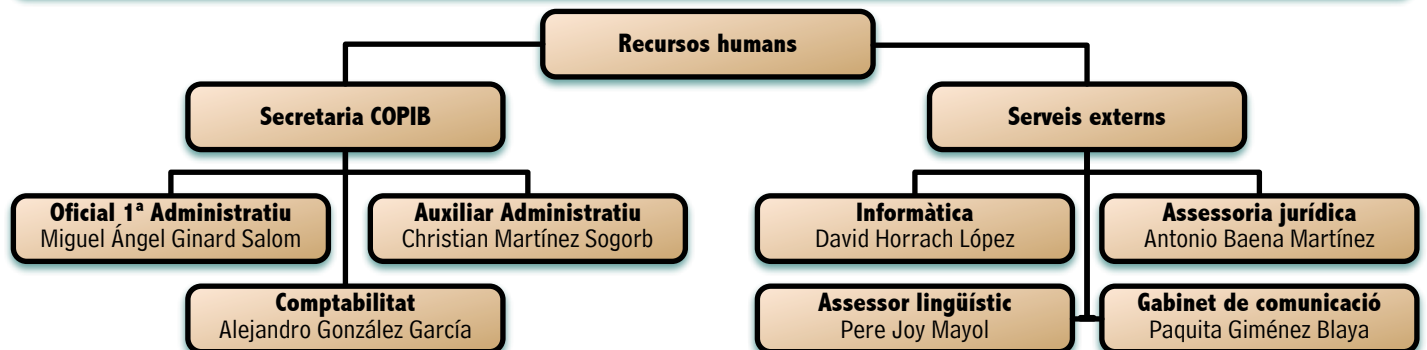 Recursos humans
Secretaria COPIB
Serveis externs
Oficial 1ª Administratiu
Miguel Ángel Ginard Salom
Auxiliar Administratiu
Christian Martínez Sogorb
Informàtica
David Horrach López
Assessoria jurídica
Antonio Baena Martínez
Comptabilitat
Alejandro González García
Assessor lingüístic
Pere Joy Mayol
Gabinet de comunicació
Paquita Giménez Blaya